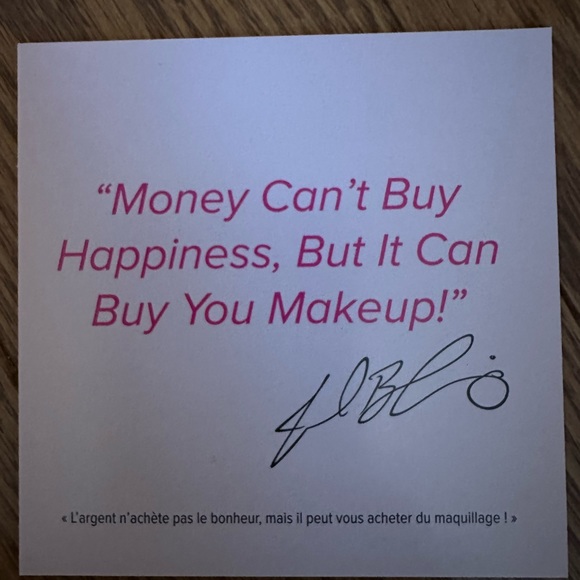 “Money Can’t Buy
Happiness, But It Can
Buy You Makeup!”
« L’argent n’achète pas le bonheur, mais il peut vous acheter du maquillage ! »